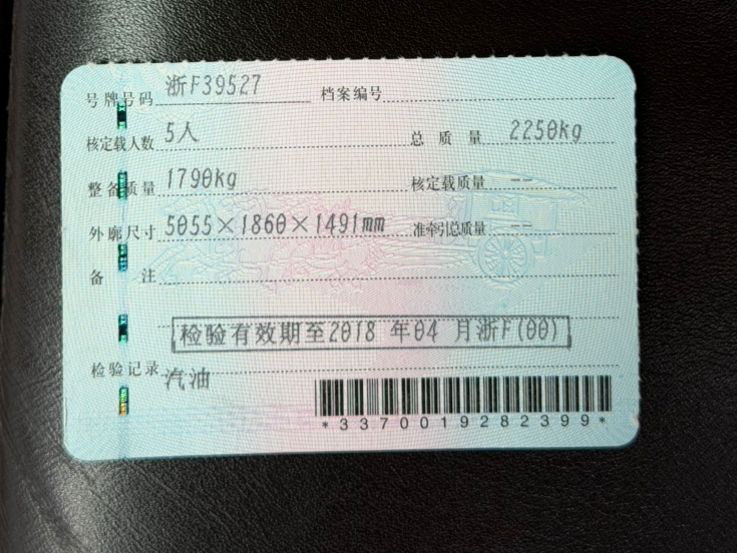 号牌号码 浙F39527 档案编号
核定载人数 5人 总质量 2250kg
整备质量 1790kg 核定载质量 --
外廓尺寸 5055×1860×1491mm 准牵引总质量 --
备注
检验有效期至2018 年04 月浙F(00)
检验记录 汽油
*3370019282399*